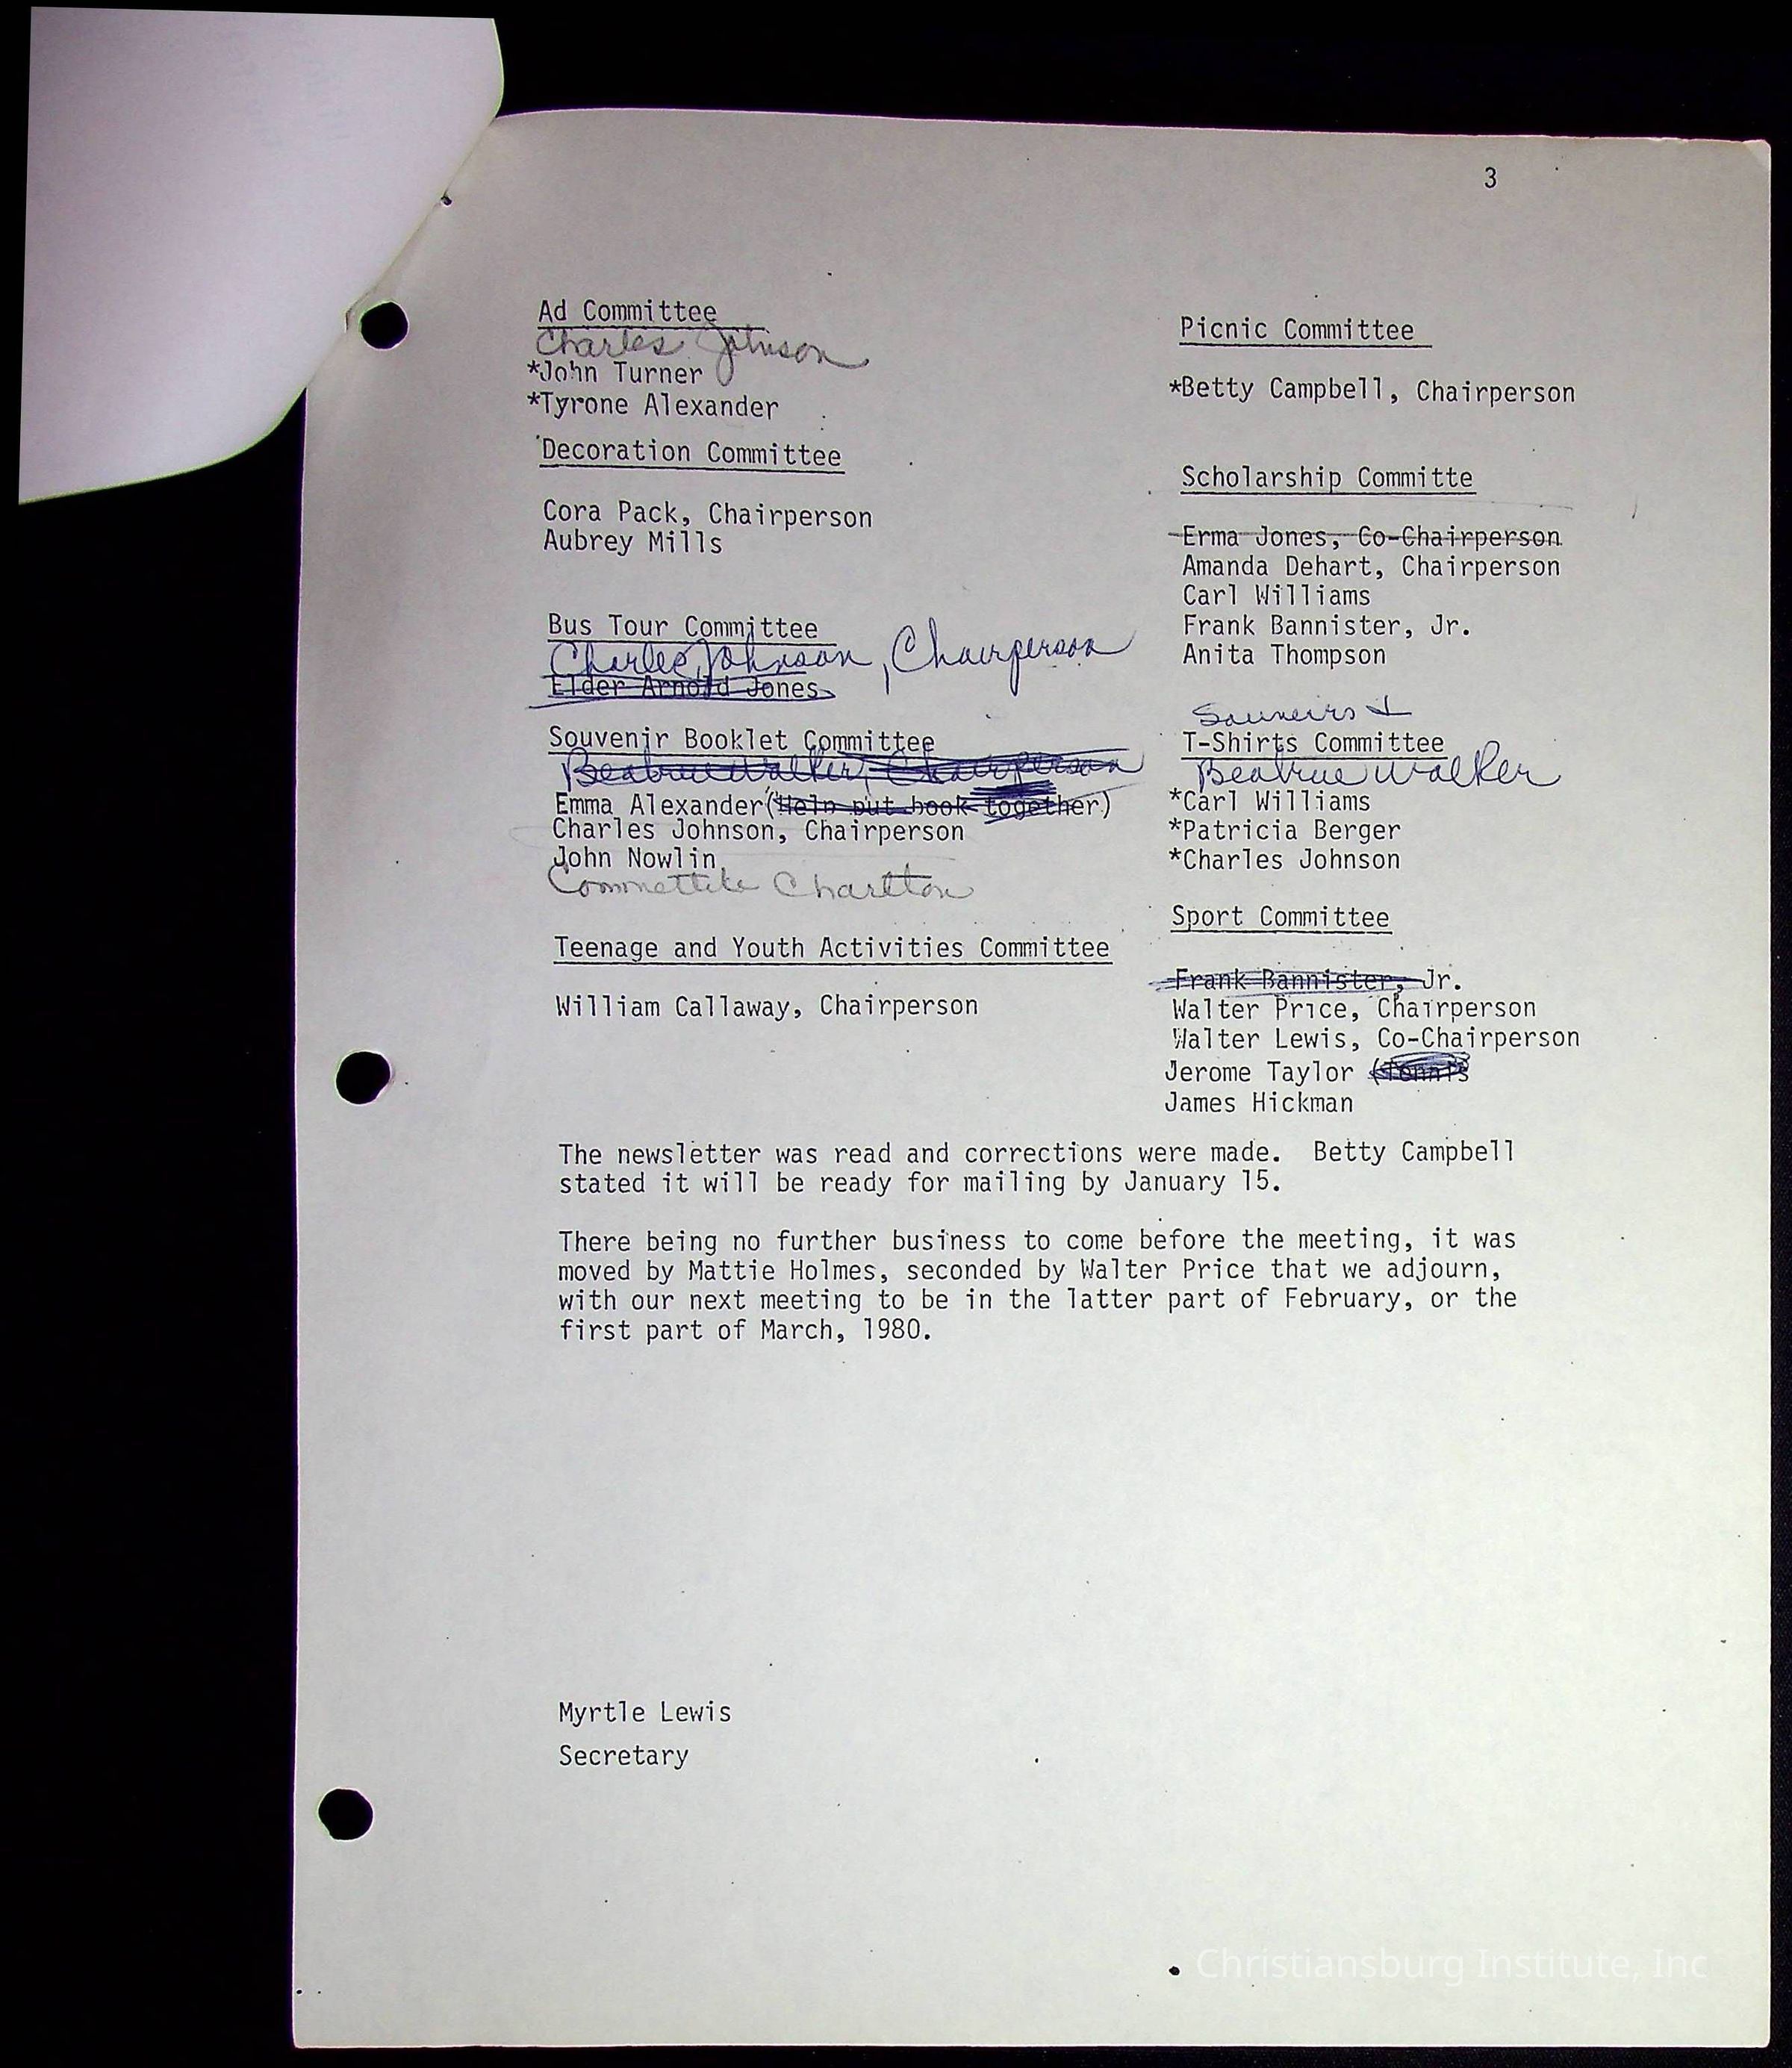 3
Ad Committee
Charles Johnson
*John Turner
*Tyrone Alexander
Decoration Committee
Cora Pack, Chairperson
Aubrey Mills
Bus Tour Committee
Charles Johnson, Chairperson
Elder Arnold Jones
Souvenir Booklet Committee
Beatrice Walker, Chairperson
Emma Alexander(Help put book together)
Charles Johnson, Chairperson
John Nowlin
Charlton
Teenage and Youth Activities Committee
William Callaway, Chairperson
Picnic Committee
*Betty Campbell, Chairperson
Scholarship Committe
Erma Jones, Co-Chairperson
Amanda Dehart, Chairperson
Carl Williams
Frank Bannister, Jr.
Anita Thompson
&
T-Shirts Committee
Beatrice Walker
*Carl Williams
*Patricia Berger
*Charles Johnson
Sport Committee
Frank Bannister, Jr.
Walter Price, Chairperson
Walter Lewis, Co-Chairperson
Jerome Taylor (Tennis
James Hickman
The newsletter was read and corrections were made. Betty Campbell
stated it will be ready for mailing by January 15.
There being no further business to come before the meeting, it was
moved by Mattie Holmes, seconded by Walter Price that we adjourn,
with our next meeting to be in the latter part of February, or the
first part of March, 1980.
Myrtle Lewis
Secretary
Christiansburg Institute, Inc